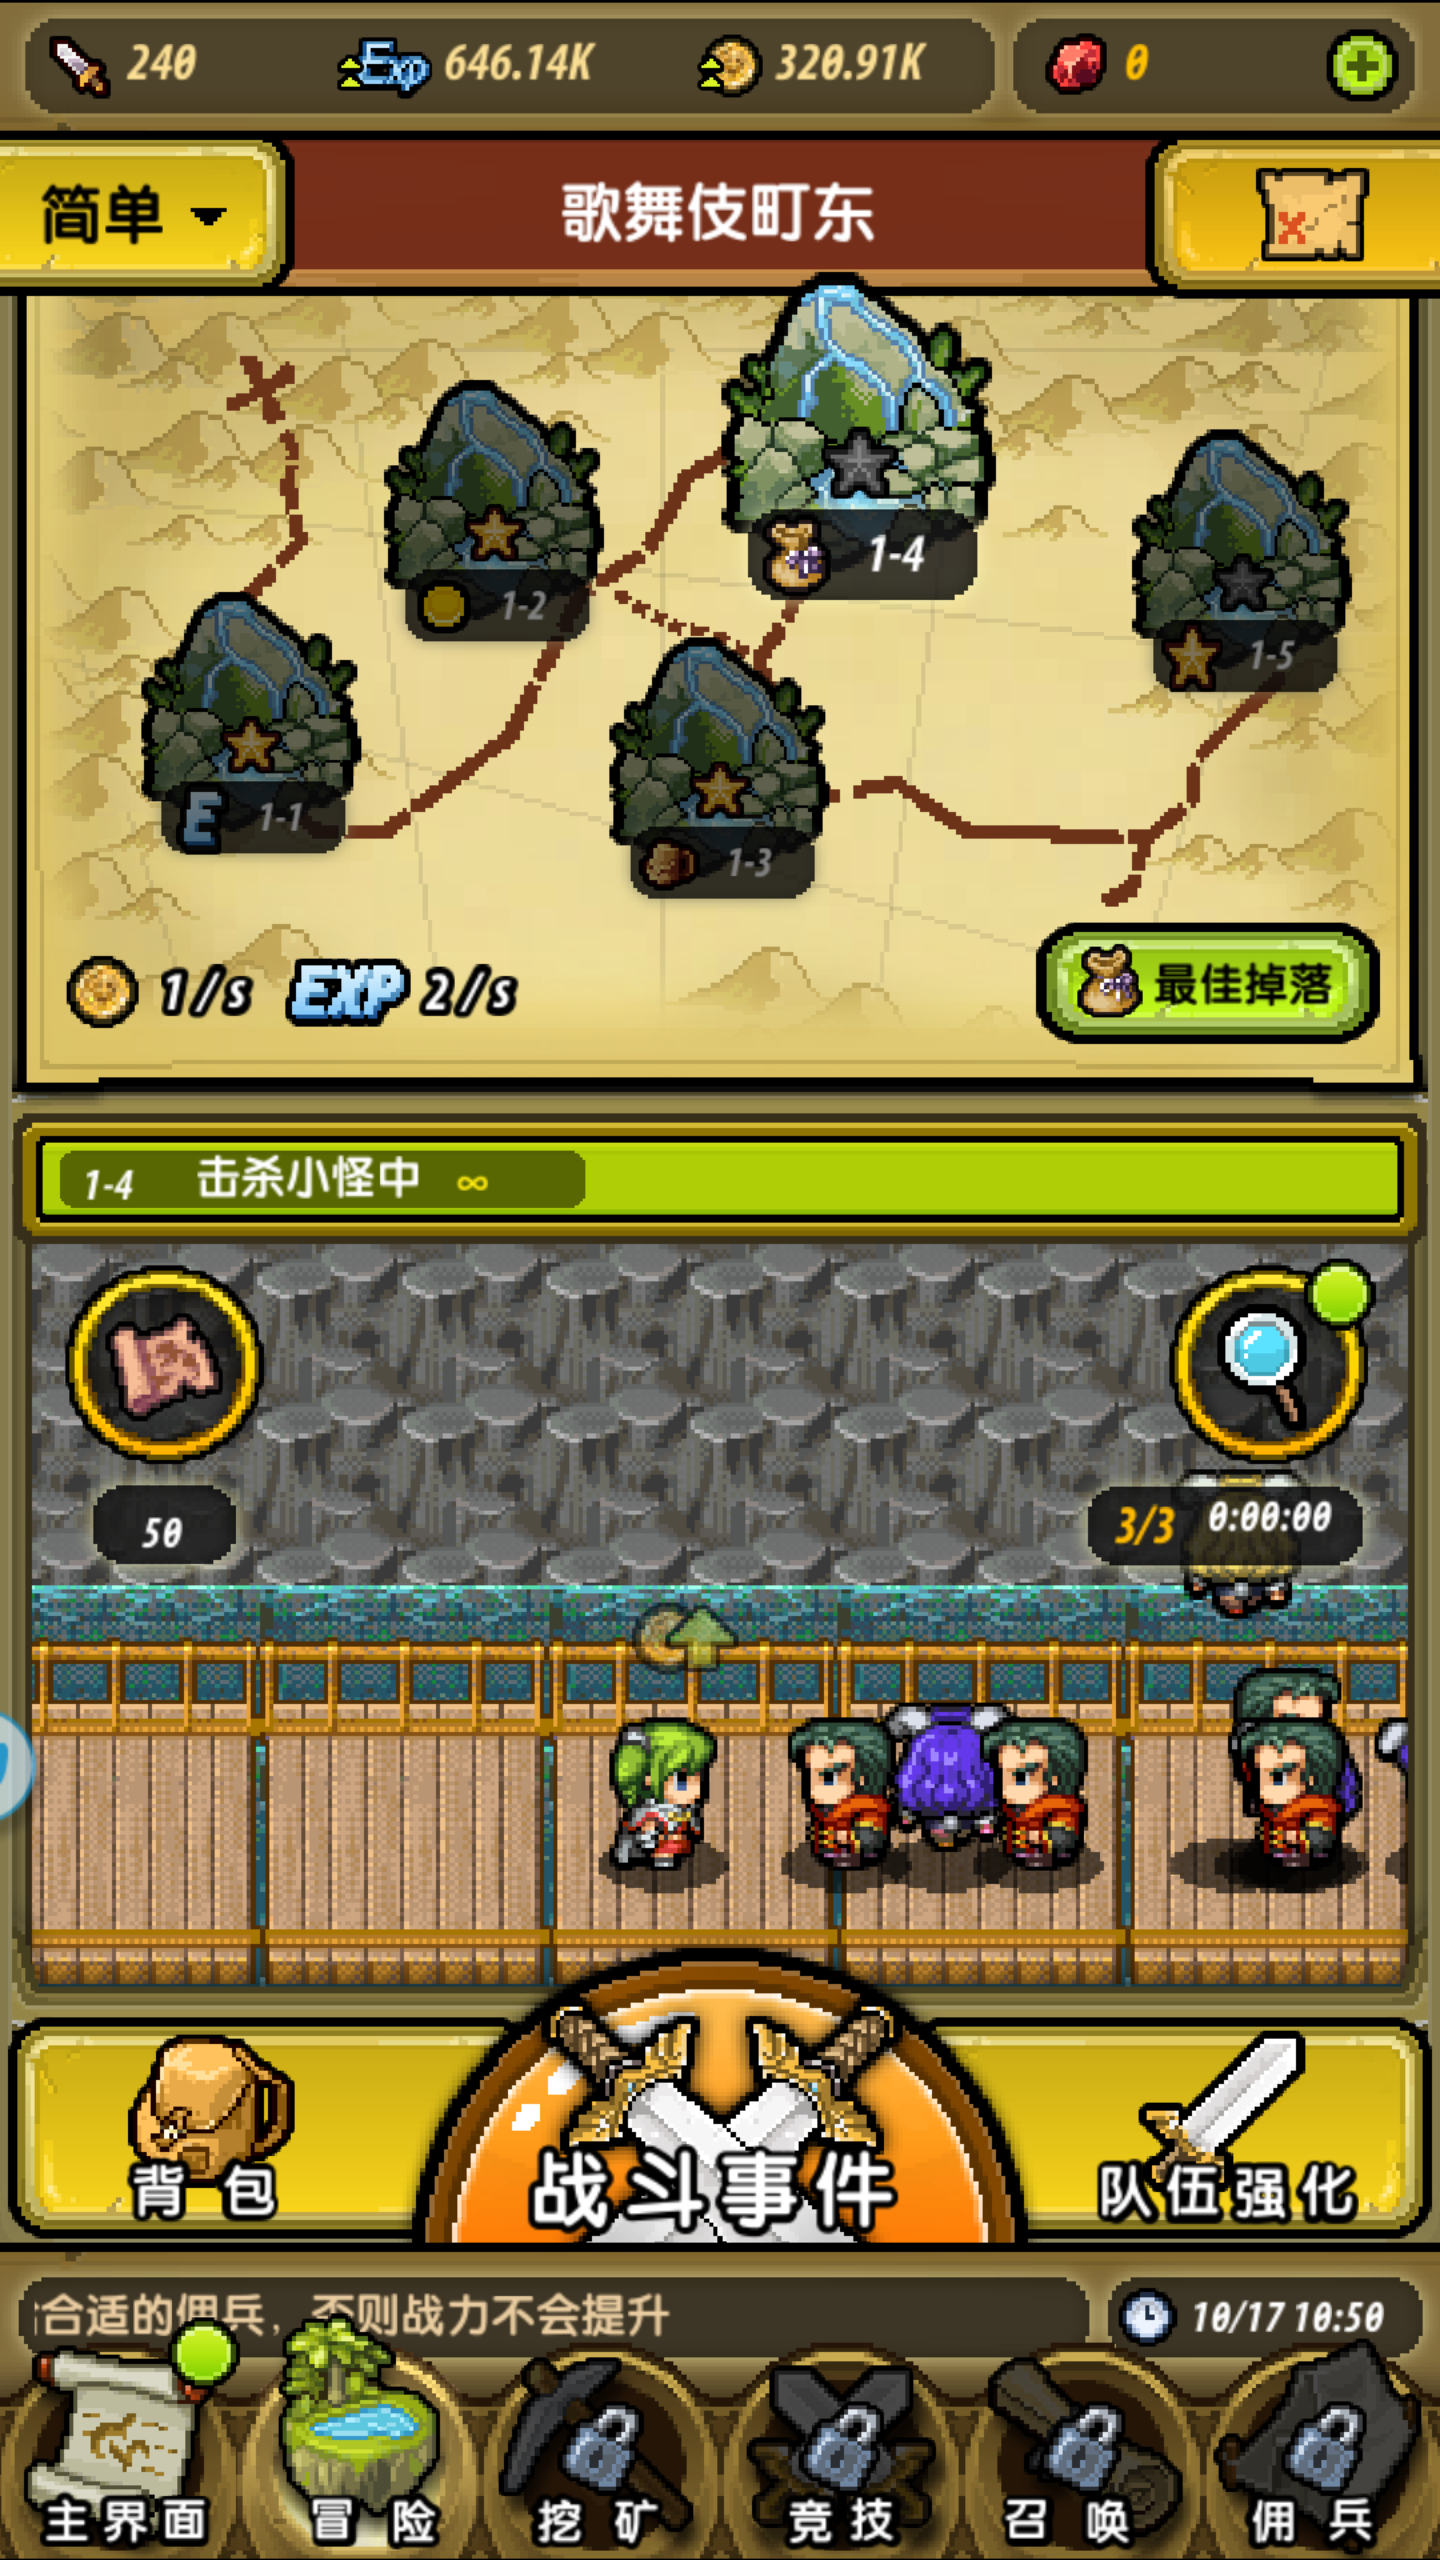 240 Exp 646.14K 320.91K 0
简单 歌舞伎町东
1-4
1-2
1-5
E 1-1
1-3
1/s EXP 2/s 最佳掉落
1-4 击杀小怪中 ∞
50
3/3 0:00:00
背包 战斗事件 队伍强化
合适的佣兵，否则战力不会提升 10/17 10:50
主界面 冒险 挖矿 竞技 召唤 佣兵